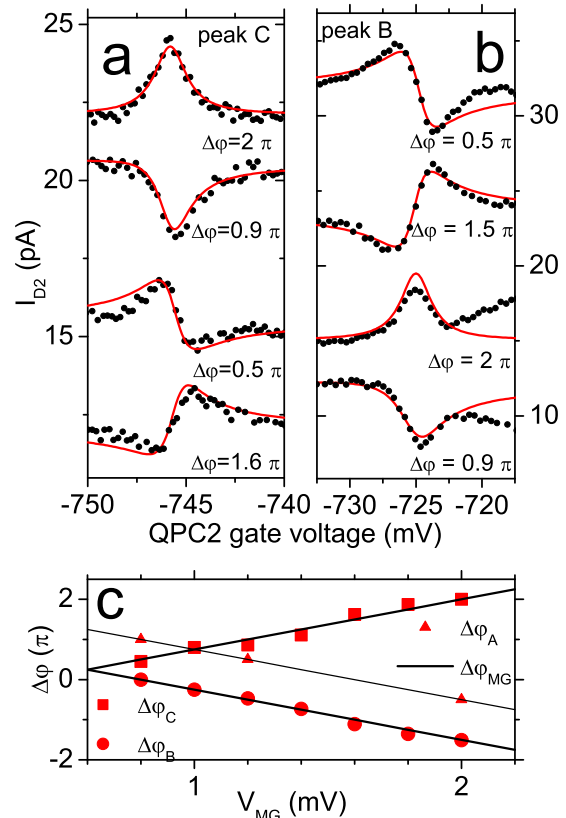 a
peak C
25
20
15
I_D2 (pA)
Δφ=2 π
Δφ=0.9 π
Δφ=0.5 π
Δφ=1.6 π
-750
-745
-740
peak B
b
30
20
10
Δφ = 0.5 π
Δφ = 1.5 π
Δφ = 2 π
Δφ = 0.9 π
-730
-725
-720
QPC2 gate voltage (mV)
c
2
0
-2
Δφ (π)
Δφ_A
Δφ_MG
Δφ_C
Δφ_B
1
2
V_MG (mV)